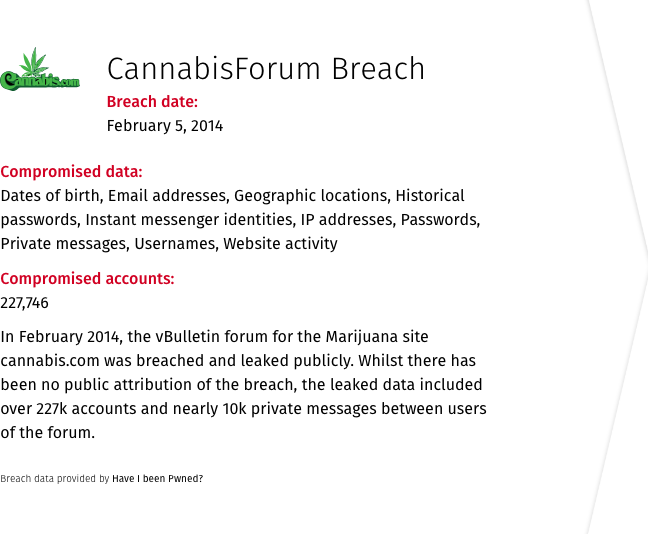 Cannabis.com
CannabisForum Breach
Breach date:
February 5, 2014
Compromised data:
Dates of birth, Email addresses, Geographic locations, Historical
passwords, Instant messenger identities, IP addresses, Passwords,
Private messages, Usernames, Website activity
Compromised accounts:
227,746
In February 2014, the vBulletin forum for the Marijuana site
cannabis.com was breached and leaked publicly. Whilst there has
been no public attribution of the breach, the leaked data included
over 227k accounts and nearly 10k private messages between users
of the forum.
Breach data provided by Have I been Pwned?